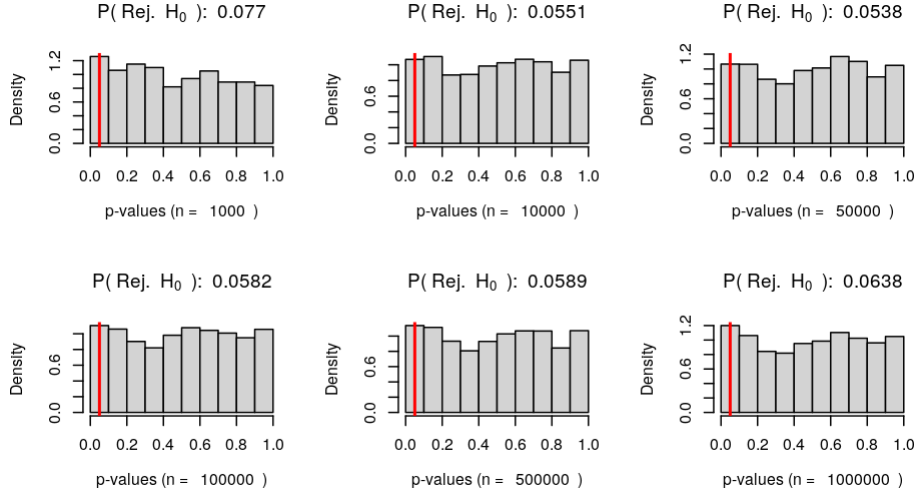 P( Rej. H0 ): 0.077
Density
0.0 0.6 1.2
0.0 0.2 0.4 0.6 0.8 1.0
p-values (n = 1000 )
P( Rej. H0 ): 0.0551
Density
0.0 0.6
0.0 0.2 0.4 0.6 0.8 1.0
p-values (n = 10000 )
P( Rej. H0 ): 0.0538
Density
0.0 0.6 1.2
0.0 0.2 0.4 0.6 0.8 1.0
p-values (n = 50000 )
P( Rej. H0 ): 0.0582
Density
0.0 0.6
0.0 0.2 0.4 0.6 0.8 1.0
p-values (n = 100000 )
P( Rej. H0 ): 0.0589
Density
0.0 0.6
0.0 0.2 0.4 0.6 0.8 1.0
p-values (n = 500000 )
P( Rej. H0 ): 0.0638
Density
0.0 0.6 1.2
0.0 0.2 0.4 0.6 0.8 1.0
p-values (n = 1000000 )